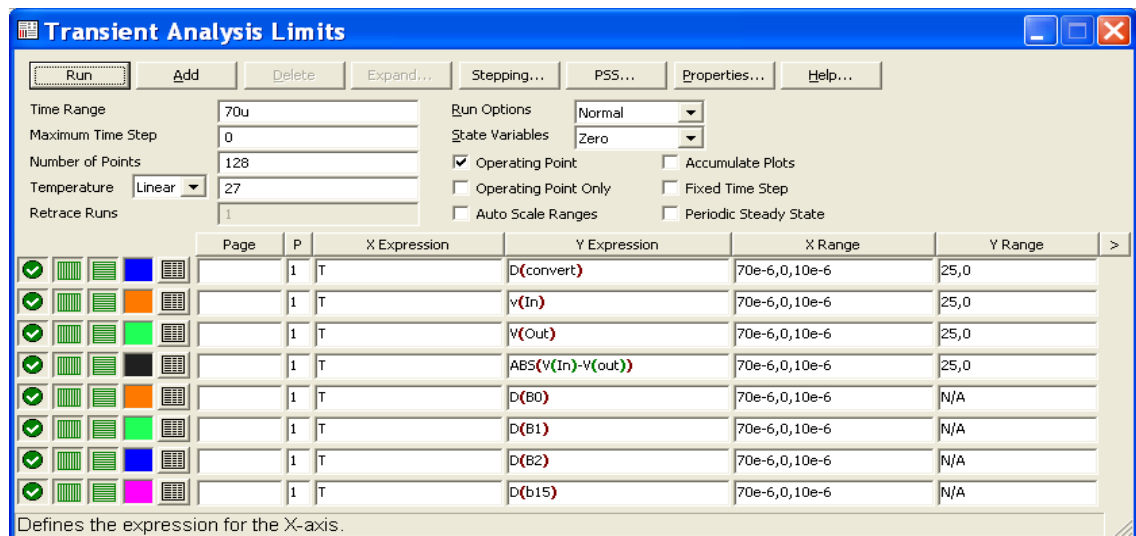 Transient Analysis Limits
Run Add Delete Expand... Stepping... PSS... Properties... Help...
Time Range 70u Run Options Normal
Maximum Time Step 0 State Variables Zero
Number of Points 128 Operating Point Accumulate Plots
Temperature Linear 27 Operating Point Only Fixed Time Step
Retrace Runs 1 Auto Scale Ranges Periodic Steady State
Page P X Expression Y Expression X Range Y Range >
1 T D(convert) 70e-6,0,10e-6 25,0
1 T v(In) 70e-6,0,10e-6 25,0
1 T V(Out) 70e-6,0,10e-6 25,0
1 T ABS(V(In)-V(out)) 70e-6,0,10e-6 25,0
1 T D(B0) 70e-6,0,10e-6 N/A
1 T D(B1) 70e-6,0,10e-6 N/A
1 T D(B2) 70e-6,0,10e-6 N/A
1 T D(b15) 70e-6,0,10e-6 N/A
Defines the expression for the X-axis.